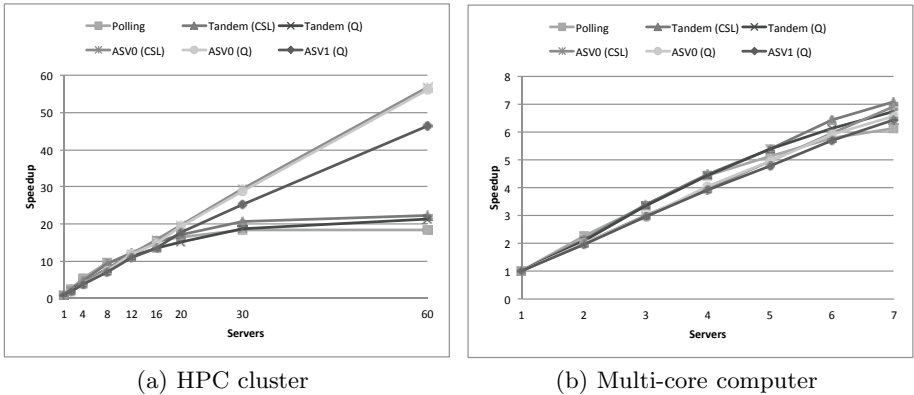 Polling
Tandem (CSL)
Tandem (Q)
ASV0 (CSL)
ASV0 (Q)
ASV1 (Q)
60
50
40
30
20
10
0
Speedup
1 4 8 12 16 20 30 60
Servers
(a) HPC cluster
Polling
Tandem (CSL)
Tandem (Q)
ASV0 (CSL)
ASV0 (Q)
ASV1 (Q)
8
7
6
5
4
3
2
1
0
Speedup
1 2 3 4 5 6 7
Servers
(b) Multi-core computer